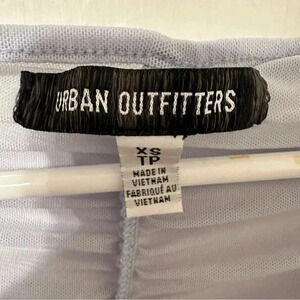 URBAN OUTFITTERS
XS
TP
MADE IN
VIETNAM
FABRIQUÉ AU
VIETNAM